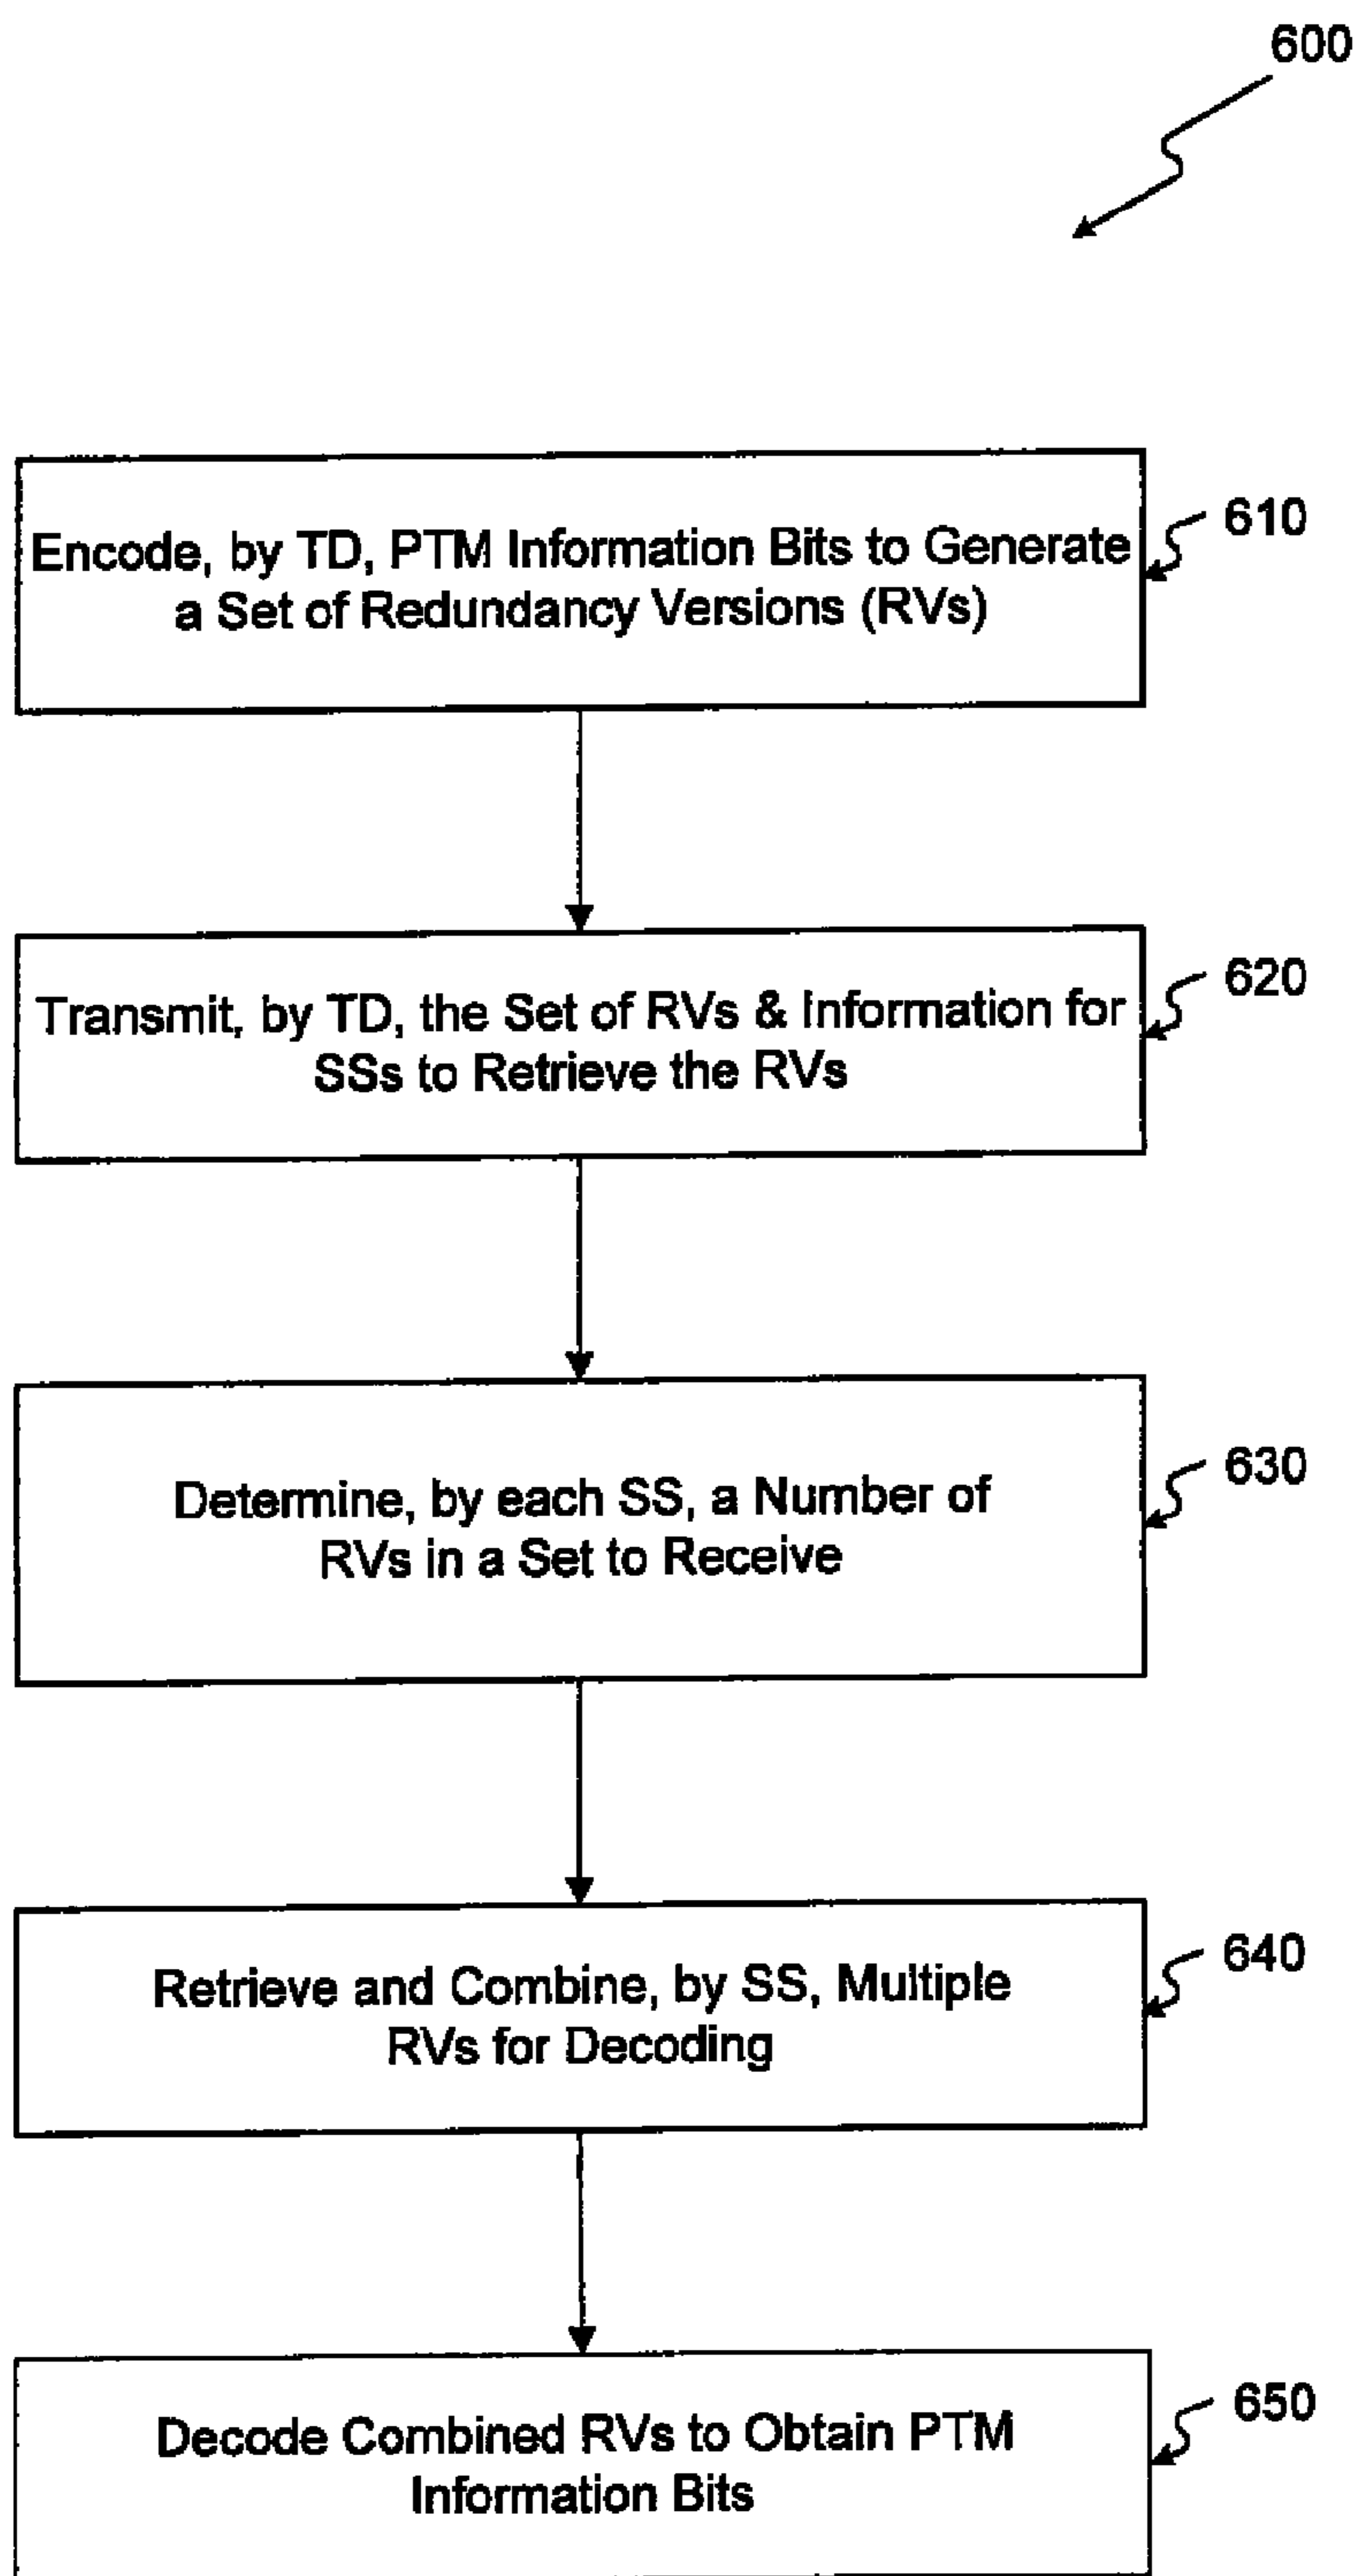 600
Encode, by TD, PTM Information Bits to Generate
a Set of Redundancy Versions (RVs)
610
Transmit, by TD, the Set of RVs & Information for
SSs to Retrieve the RVs
620
Determine, by each SS, a Number of
RVs in a Set to Receive
630
Retrieve and Combine, by SS, Multiple
RVs for Decoding
640
Decode Combined RVs to Obtain PTM
Information Bits
650